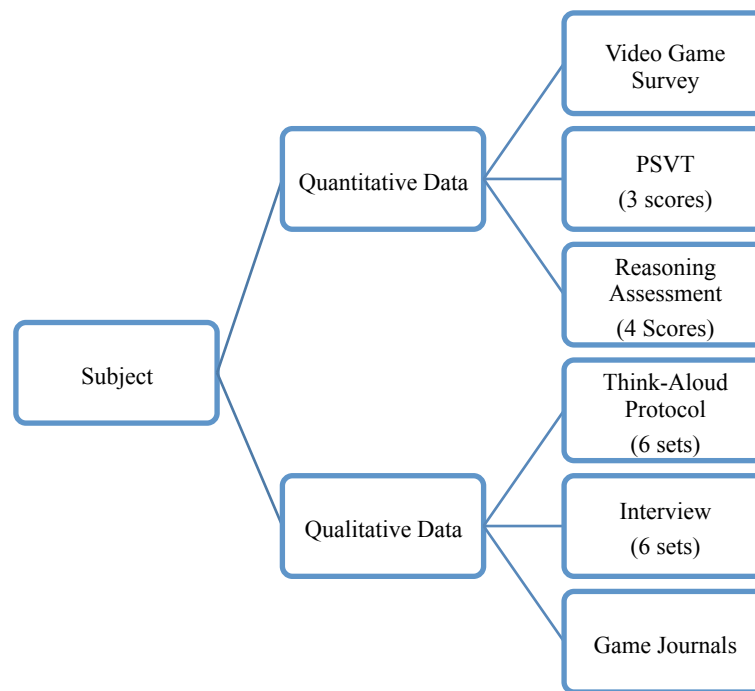 Video Game
Survey
Quantitative Data
PSVT
(3 scores)
Reasoning
Assessment
(4 Scores)
Subject
Think-Aloud
Protocol
(6 sets)
Qualitative Data
Interview
(6 sets)
Game Journals